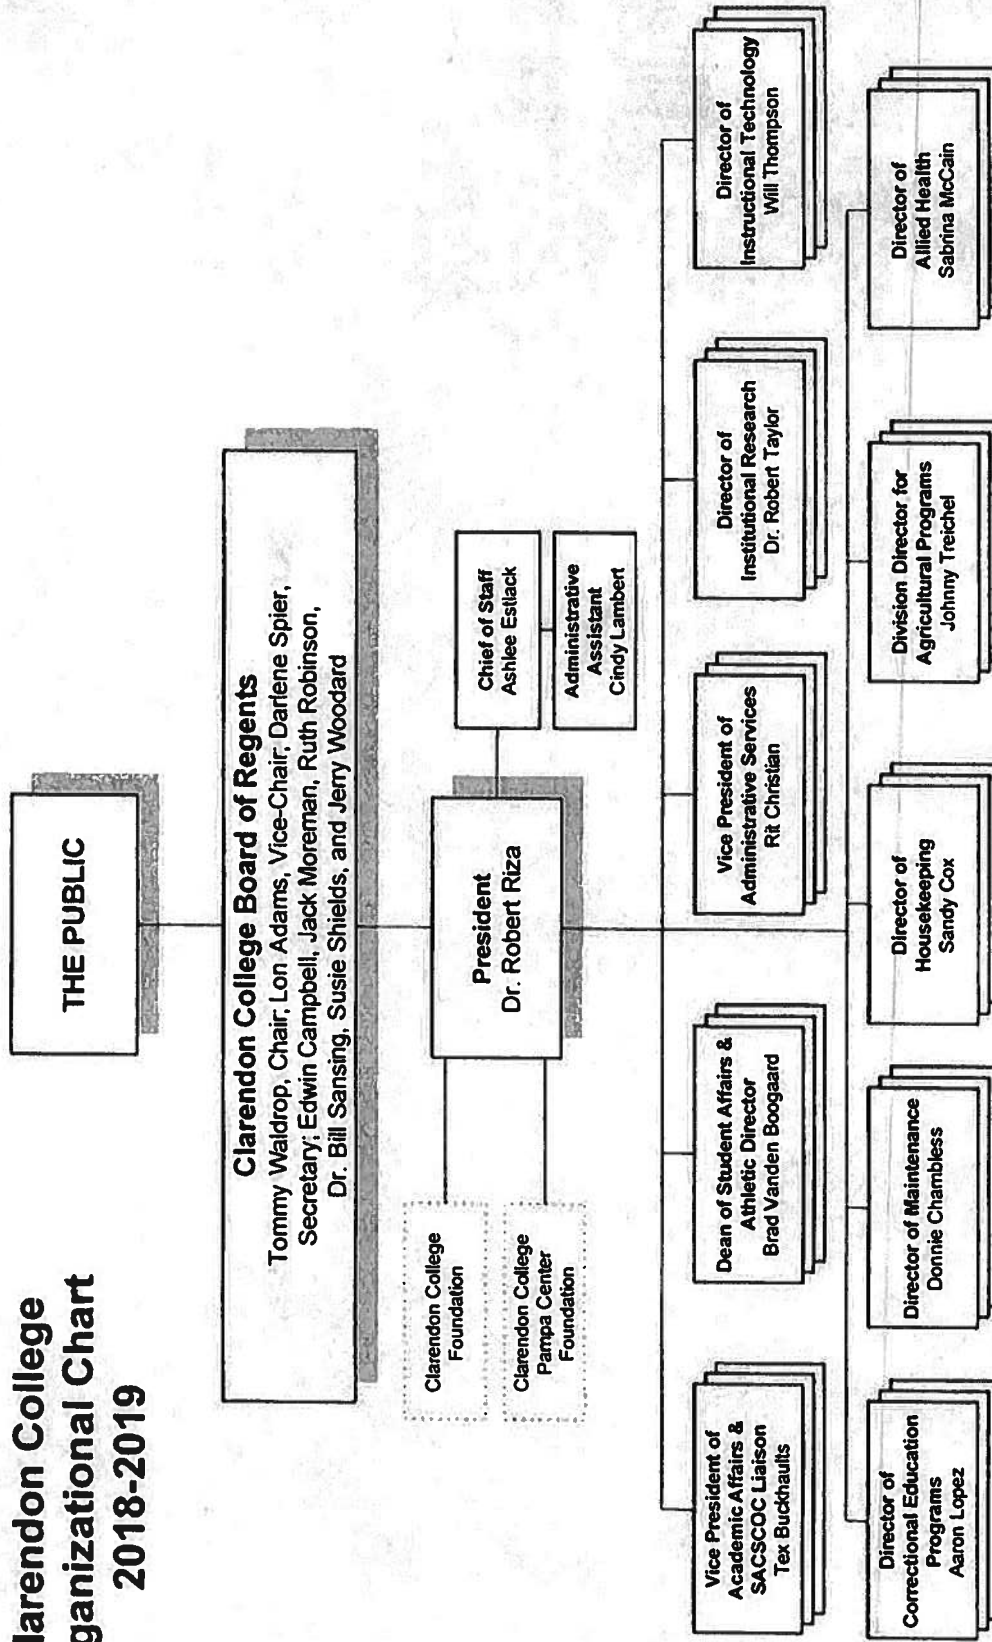 larendon College
ganizational Chart
2018-2019
THE PUBLIC
Clarendon College Board of Regents
Tommy Waldrop, Chair; Lon Adams, Vice-Chair; Darlene Spier,
Secretary; Edwin Campbell, Jack Moreman, Ruth Robinson,
Dr. Bill Sansing, Susie Shields, and Jerry Woodard
President
Dr. Robert Riza
Chief of Staff
Ashlee Estlack
Administrative
Assistant
Cindy Lambert
Clarendon College
Foundation
Clarendon College
Pampa Center
Foundation
Vice President of
Academic Affairs &
SACSCOC Liaison
Tex Buckhaults
Dean of Student Affairs &
Athletic Director
Brad Vanden Boogaard
Vice President of
Administrative Services
Rit Christian
Director of
Institutional Research
Dr. Robert Taylor
Director of
Instructional Technology
Will Thompson
Director of
Correctional Education
Programs
Aaron Lopez
Director of Maintenance
Donnie Chambless
Director of
Housekeeping
Sandy Cox
Division Director for
Agricultural Programs
Johnny Treichel
Director of
Allied Health
Sabrina McCain